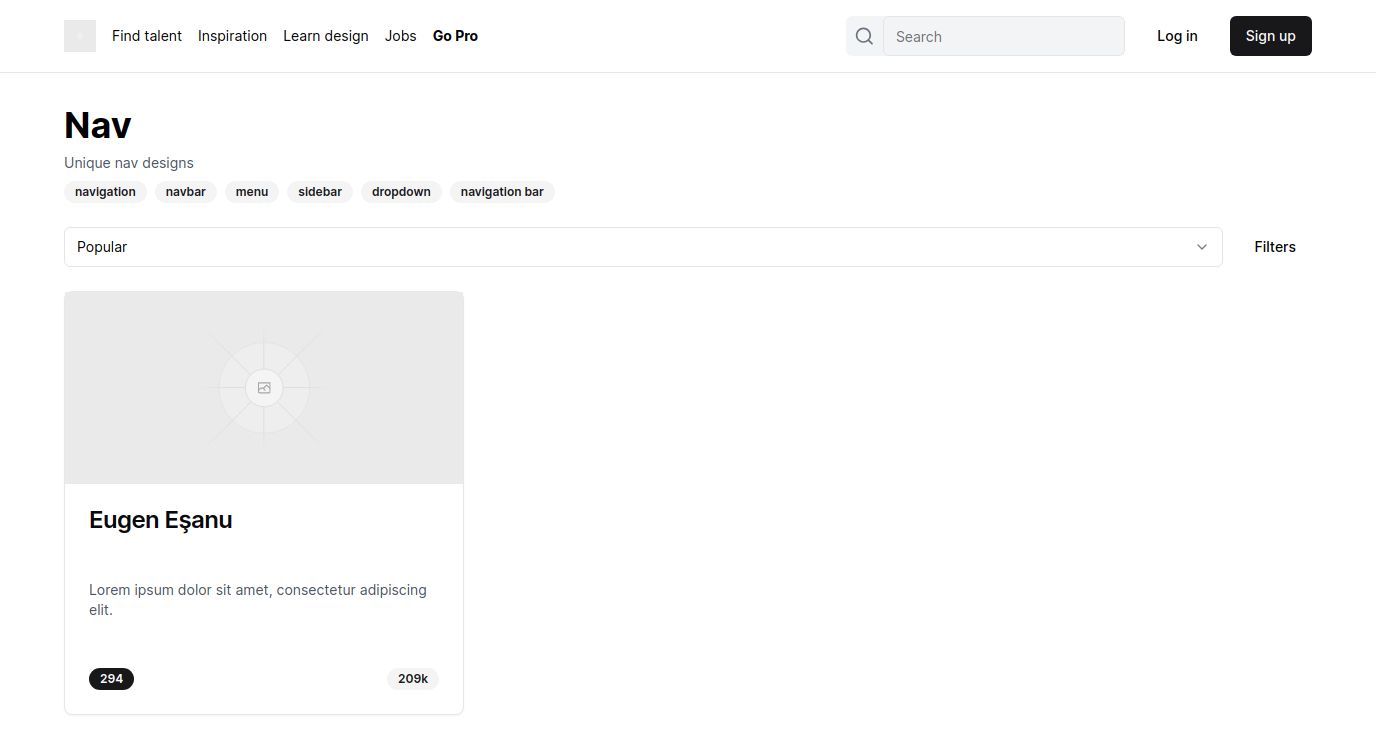 Find talent Inspiration Learn design Jobs Go Pro Search Log in Sign up
Nav
Unique nav designs
navigation navbar menu sidebar dropdown navigation bar
Popular Filters
Eugen Eşanu
Lorem ipsum dolor sit amet, consectetur adipiscing
elit.
294 209k